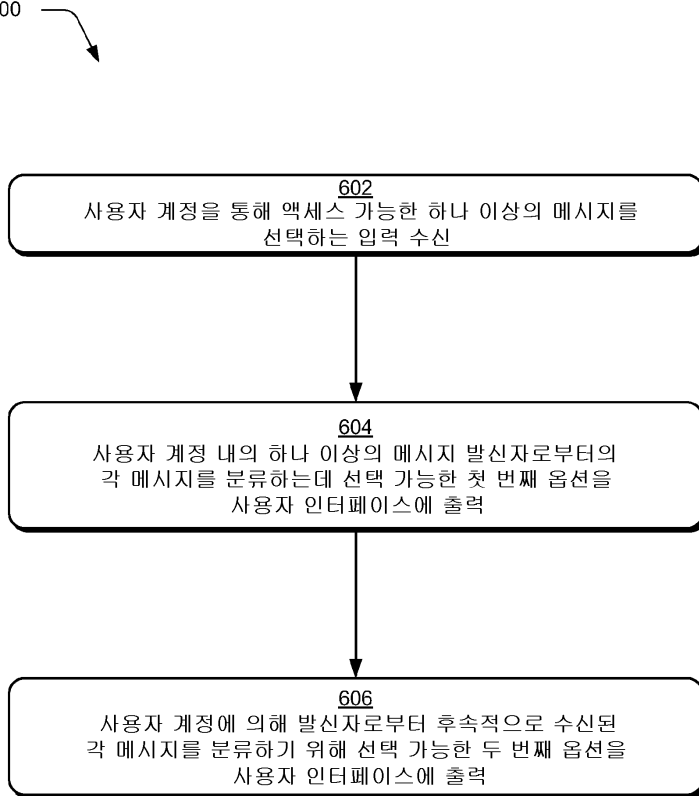 00
602
사용자 계정을 통해 액세스 가능한 하나 이상의 메시지를
선택하는 입력 수신
604
사용자 계정 내의 하나 이상의 메시지 발신자로부터의
각 메시지를 분류하는데 선택 가능한 첫 번째 옵션을
사용자 인터페이스에 출력
606
사용자 계정에 의해 발신자로부터 후속적으로 수신된
각 메시지를 분류하기 위해 선택 가능한 두 번째 옵션을
사용자 인터페이스에 출력